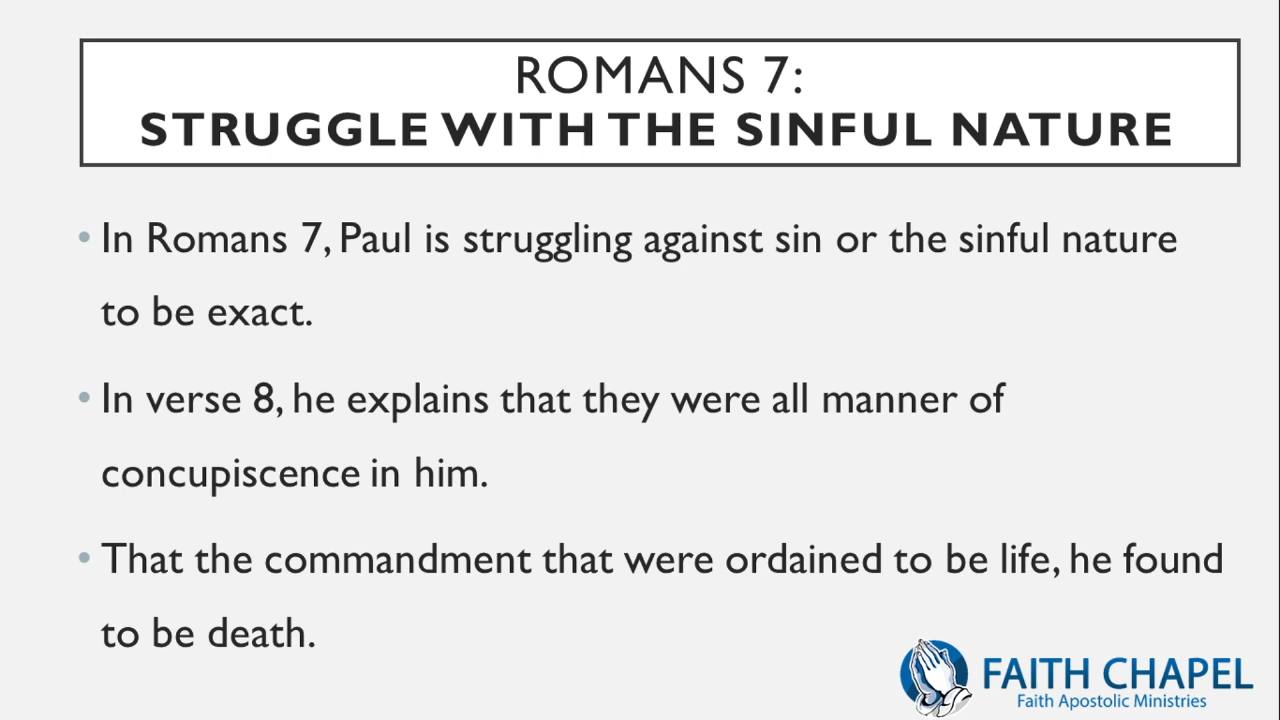 ROMANS 7:
STRUGGLE WITH THE SINFUL NATURE
• In Romans 7, Paul is struggling against sin or the sinful nature
to be exact.
• In verse 8, he explains that they were all manner of
concupiscence in him.
• That the commandment that were ordained to be life, he found
to be death.
FAITH CHAPEL
Faith Apostolic Ministries